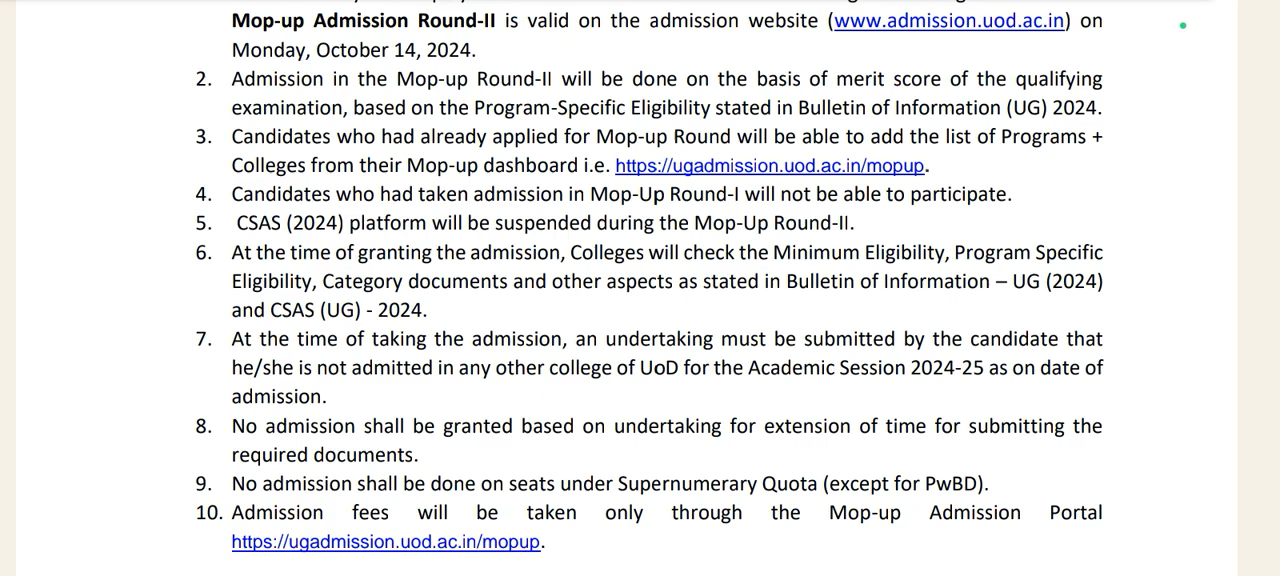 Mop-up Admission Round-II is valid on the admission website (www.admission.uod.ac.in) on
Monday, October 14, 2024.
2. Admission in the Mop-up Round-II will be done on the basis of merit score of the qualifying
examination, based on the Program-Specific Eligibility stated in Bulletin of Information (UG) 2024.
3. Candidates who had already applied for Mop-up Round will be able to add the list of Programs +
Colleges from their Mop-up dashboard i.e. https://ugadmission.uod.ac.in/mopup.
4. Candidates who had taken admission in Mop-Up Round-I will not be able to participate.
5. CSAS (2024) platform will be suspended during the Mop-Up Round-II.
6. At the time of granting the admission, Colleges will check the Minimum Eligibility, Program Specific
Eligibility, Category documents and other aspects as stated in Bulletin of Information – UG (2024)
and CSAS (UG) - 2024.
7. At the time of taking the admission, an undertaking must be submitted by the candidate that
he/she is not admitted in any other college of UoD for the Academic Session 2024-25 as on date of
admission.
8. No admission shall be granted based on undertaking for extension of time for submitting the
required documents.
9. No admission shall be done on seats under Supernumerary Quota (except for PwBD).
10. Admission fees will be taken only through the Mop-up Admission Portal
https://ugadmission.uod.ac.in/mopup.